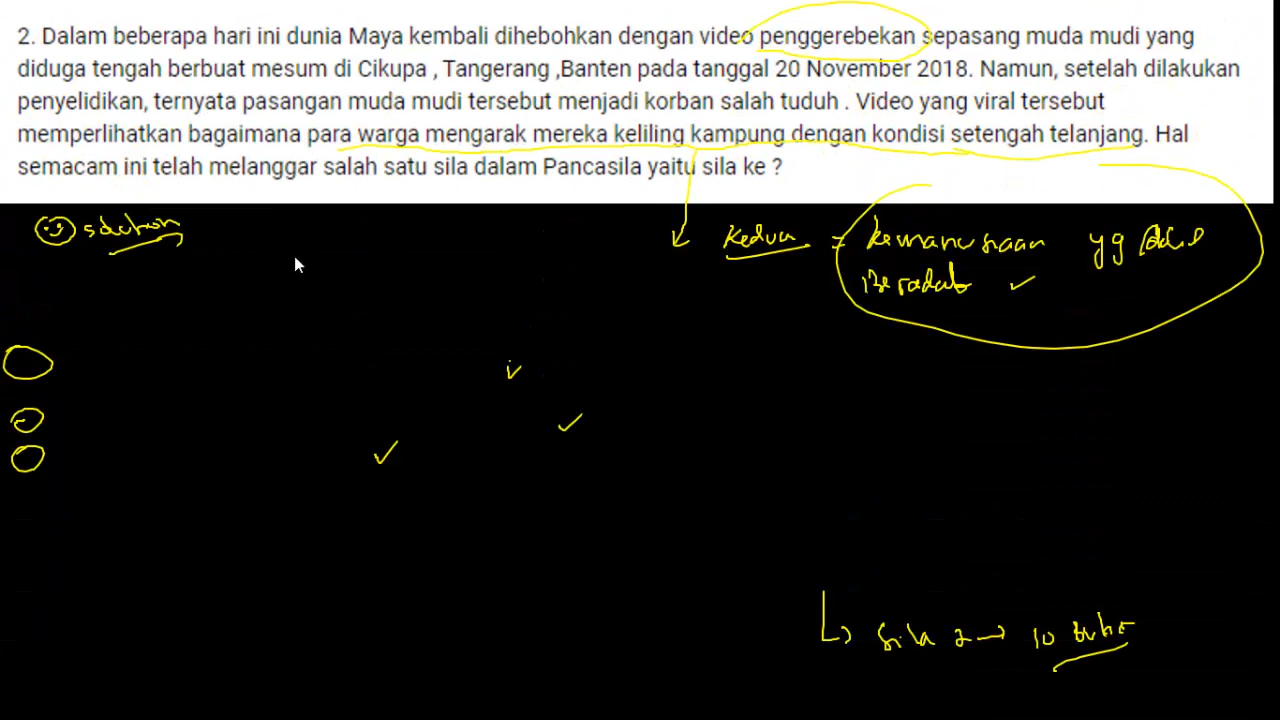 2. Dalam beberapa hari ini dunia Maya kembali dihebohkan dengan video penggerebekan sepasang muda mudi yang
diduga tengah berbuat mesum di Cikupa , Tangerang ,Banten pada tanggal 20 November 2018. Namun, setelah dilakukan
penyelidikan, ternyata pasangan muda mudi tersebut menjadi korban salah tuduh . Video yang viral tersebut
memperlihatkan bagaimana para warga mengarak mereka keliling kampung dengan kondisi setengah telanjang. Hal
semacam ini telah melanggar salah satu sila dalam Pancasila yaitu sila ke ?
solution
Kedua = kemanusiaan yg Adil
Beradab ✓
↳ Sila 2 → 10 Butir